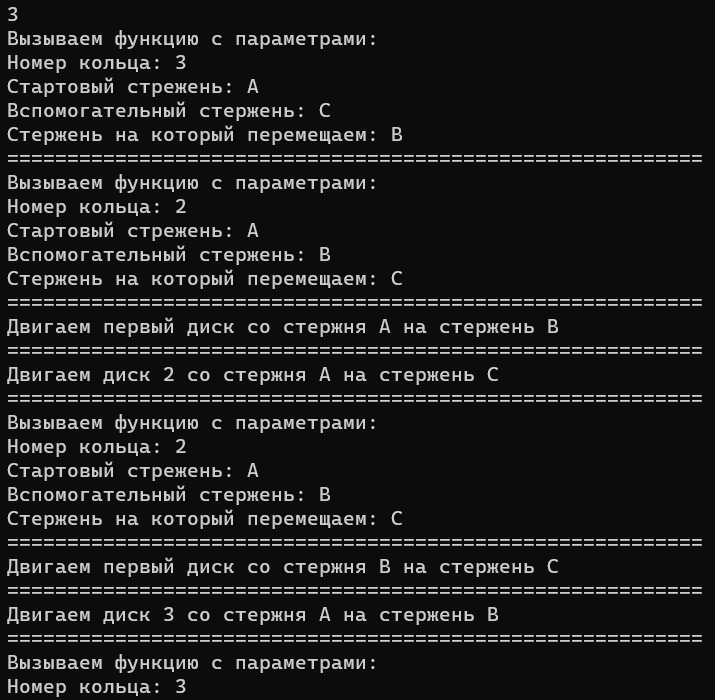 3
Вызываем функцию с параметрами:
Номер кольца: 3
Стартовый стрежень: A
Вспомогательный стержень: C
Стержень на который перемещаем: B
==========================================================
Вызываем функцию с параметрами:
Номер кольца: 2
Стартовый стрежень: A
Вспомогательный стержень: B
Стержень на который перемещаем: C
==========================================================
Двигаем первый диск со стержня A на стержень B
==========================================================
Двигаем диск 2 со стержня A на стержень C
==========================================================
Вызываем функцию с параметрами:
Номер кольца: 2
Стартовый стрежень: A
Вспомогательный стержень: B
Стержень на который перемещаем: C
==========================================================
Двигаем первый диск со стержня B на стержень C
==========================================================
Двигаем диск 3 со стержня A на стержень B
==========================================================
Вызываем функцию с параметрами:
Номер кольца: 3